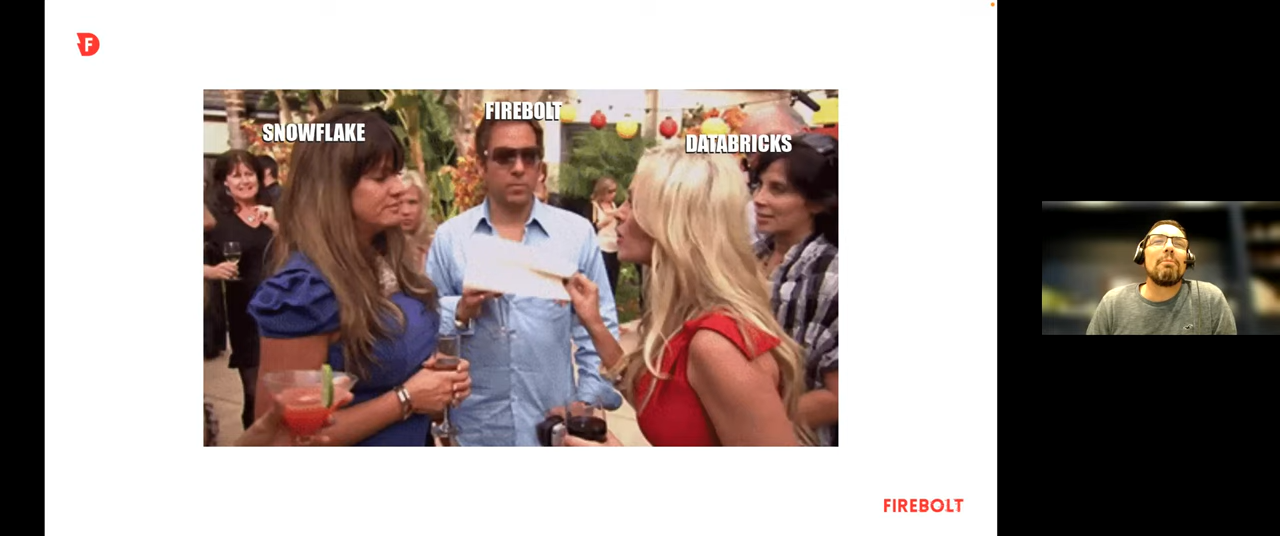 F
FIREBOLT
SNOWFLAKE
DATABRICKS
FIREBOLT